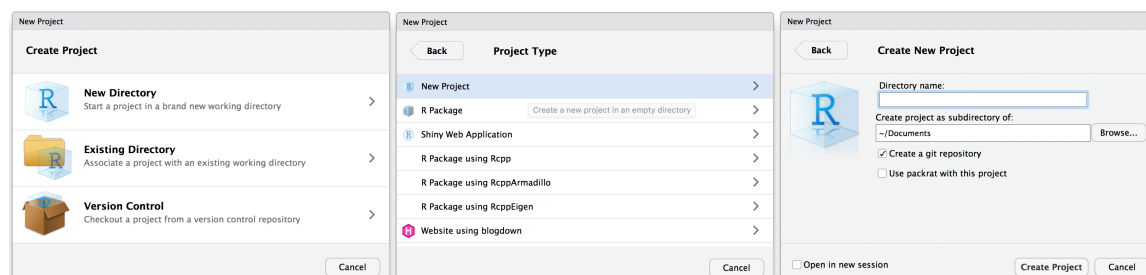 New Project
Create Project
New Directory
Start a project in a brand new working directory
Existing Directory
Associate a project with an existing working directory
Version Control
Checkout a project from a version control repository
Cancel
New Project
Back
Project Type
New Project
R Package
Create a new project in an empty directory
Shiny Web Application
R Package using Rcpp
R Package using RcppArmadillo
R Package using RcppEigen
Website using blogdown
Cancel
New Project
Back
Create New Project
Directory name:
Create project as subdirectory of:
~/Documents
Browse...
Create a git repository
Use packrat with this project
Open in new session
Create Project
Cancel